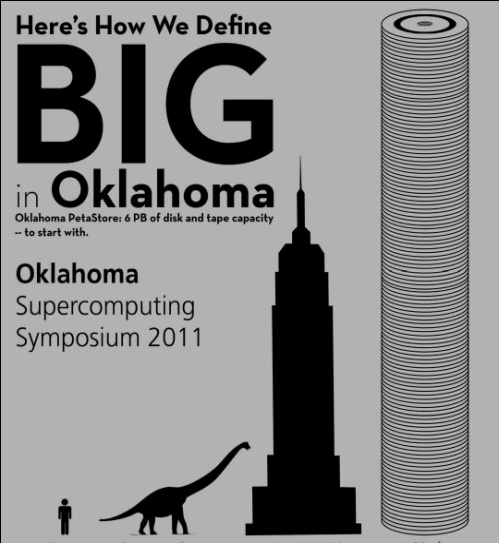 Here's How We Define
BIG
in Oklahoma
Oklahoma PetaStore: 6 PB of disk and tape capacity
-- to start with.
Oklahoma
Supercomputing
Symposium 2011